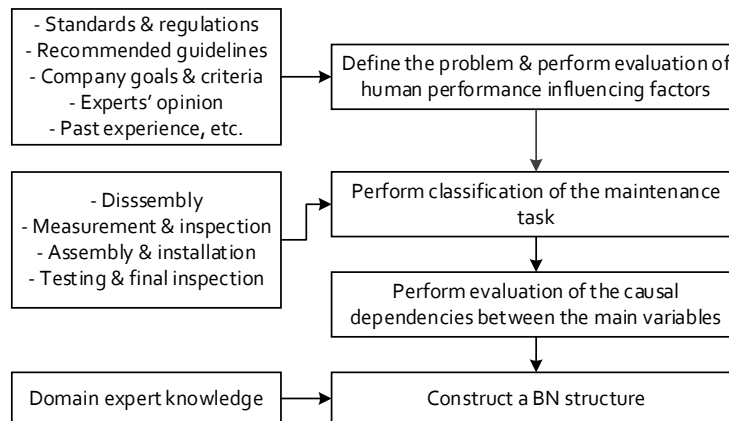 - Standards & regulations
- Recommended guidelines
- Company goals & criteria
- Experts' opinion
- Past experience, etc.
Define the problem & perform evaluation of
human performance influencing factors
- Disssembly
- Measurement & inspection
- Assembly & installation
- Testing & final inspection
Perform classification of the maintenance
task
Perform evaluation of the causal
dependencies between the main variables
Domain expert knowledge
Construct a BN structure